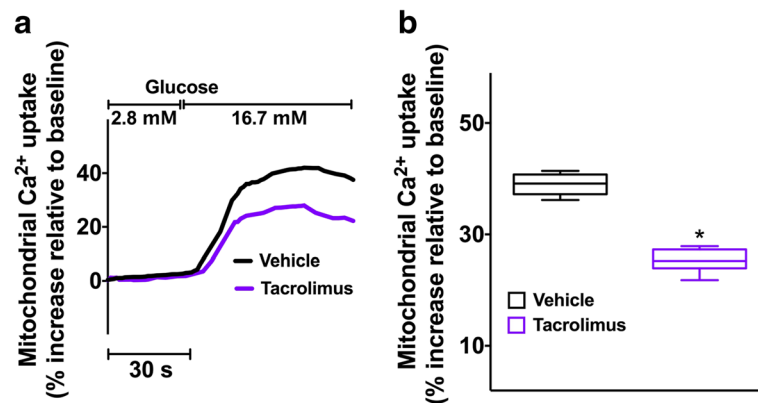 a
Mitochondrial Ca2+ uptake
(% increase relative to baseline)
Glucose
2.8 mM 16.7 mM
40
20
0
Vehicle
Tacrolimus
30 s
b
Mitochondrial Ca2+ uptake
(% increase relative to baseline)
50
30
10
*
Vehicle
Tacrolimus